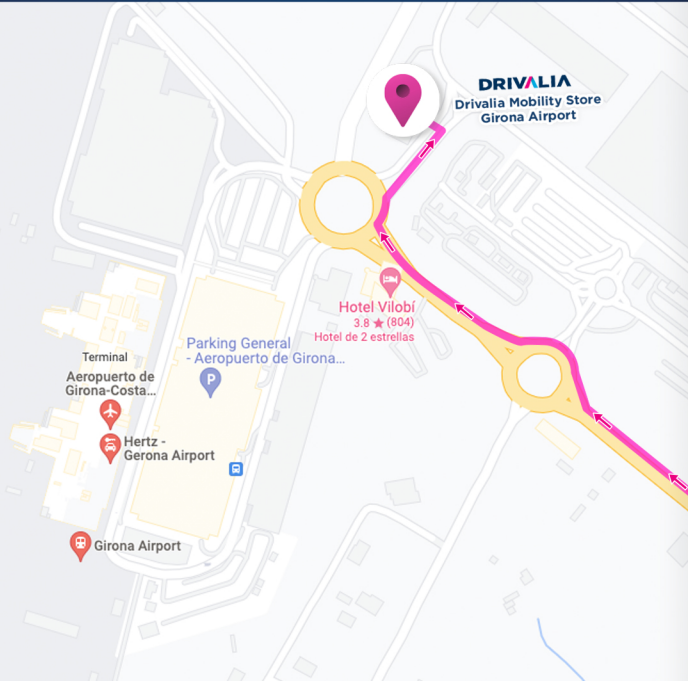 DRIVALIA
Drivalia Mobility Store
Girona Airport
Hotel Vilobí
3.8 ★ (804)
Hotel de 2 estrellas
Parking General
- Aeropuerto de Girona...
P
Terminal
Aeropuerto de
Girona-Costa...
Hertz -
Gerona Airport
Girona Airport